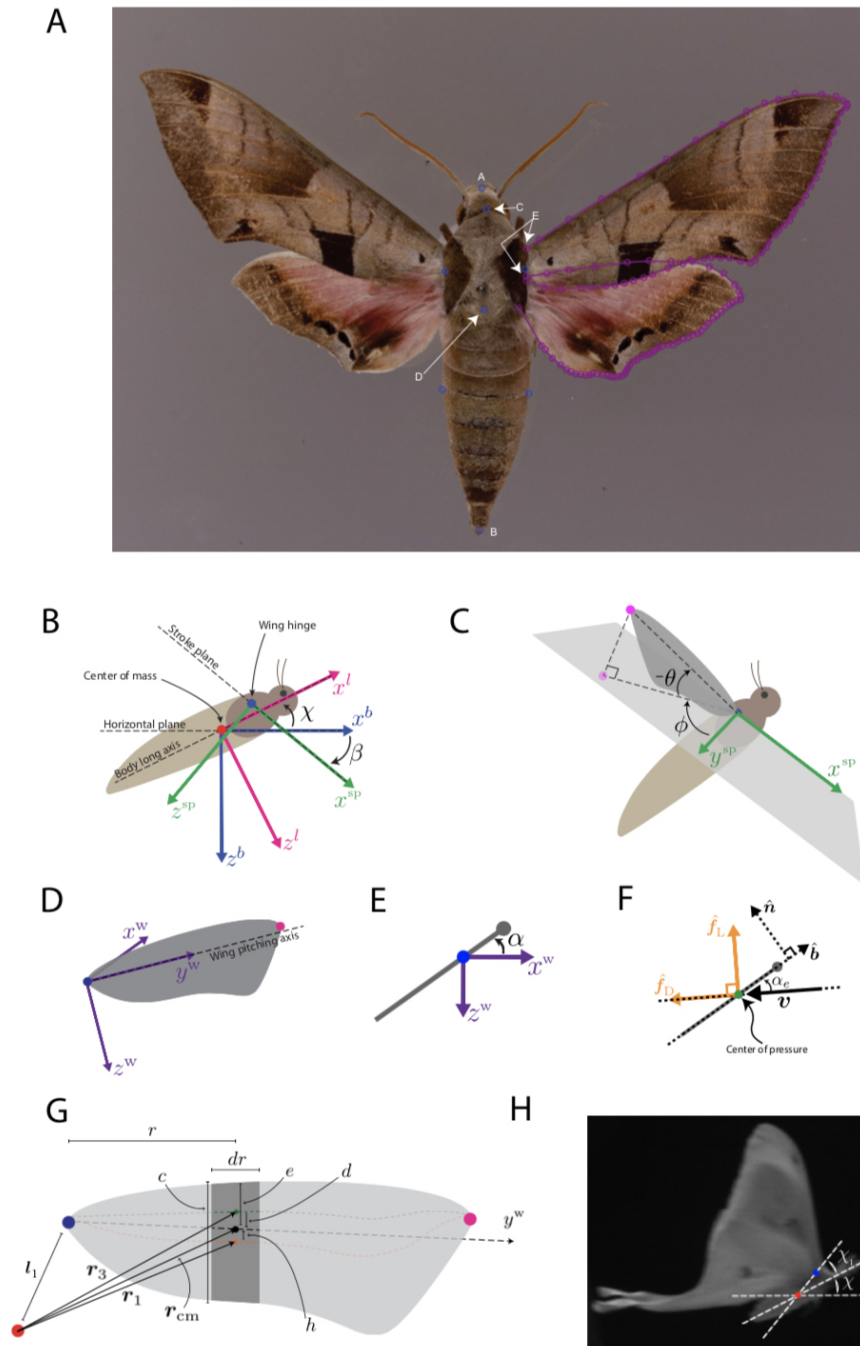 A
A
C
E
D
B
B
Stroke plane
Wing hinge
Center of mass
x^l
χ
Horizontal plane
x^b
β
Body long axis
x^sp
z^sp
z^l
z^b
C
-θ
ϕ
y^sp
x^sp
D
x^w
Wing pitching axis
y^w
z^w
E
α
x^w
z^w
F
n̂
f̂_L
b̂
α_e
f̂_D
v
Center of pressure
G
r
dr
c
e
d
y^w
l_1
r_3
r_1
r_cm
h
H
χ